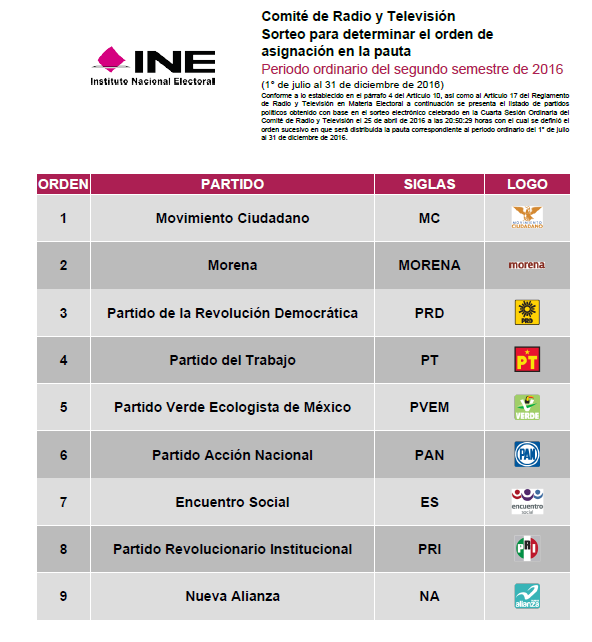 INE
Instituto Nacional Electoral
Comité de Radio y Televisión
Sorteo para determinar el orden de
asignación en la pauta
Periodo ordinario del segundo semestre de 2016
(1° de julio al 31 de diciembre de 2016)
Conforme a lo establecido en el párrafo 4 del Artículo 10, así como al Artículo 17 del Reglamento
de Radio y Televisión en Materia Electoral a continuación se presenta el listado de partidos
políticos obtenido con base en el sorteo electrónico celebrado en la Cuarta Sesión Ordinaria del
Comité de Radio y Televisión el 25 de abril de 2016 a las 20:50:29 horas con el cual se definió el
orden sucesivo en que será distribuida la pauta correspondiente al periodo ordinario del 1° de julio
al 31 de diciembre de 2016.
ORDEN PARTIDO SIGLAS LOGO
1 Movimiento Ciudadano MC MOVIMIENTO CIUDADANO
2 Morena MORENA morena
3 Partido de la Revolución Democrática PRD PRD
4 Partido del Trabajo PT PT
5 Partido Verde Ecologista de México PVEM VERDE
6 Partido Acción Nacional PAN PAN
7 Encuentro Social ES encuentro social
8 Partido Revolucionario Institucional PRI PRI
9 Nueva Alianza NA alianza